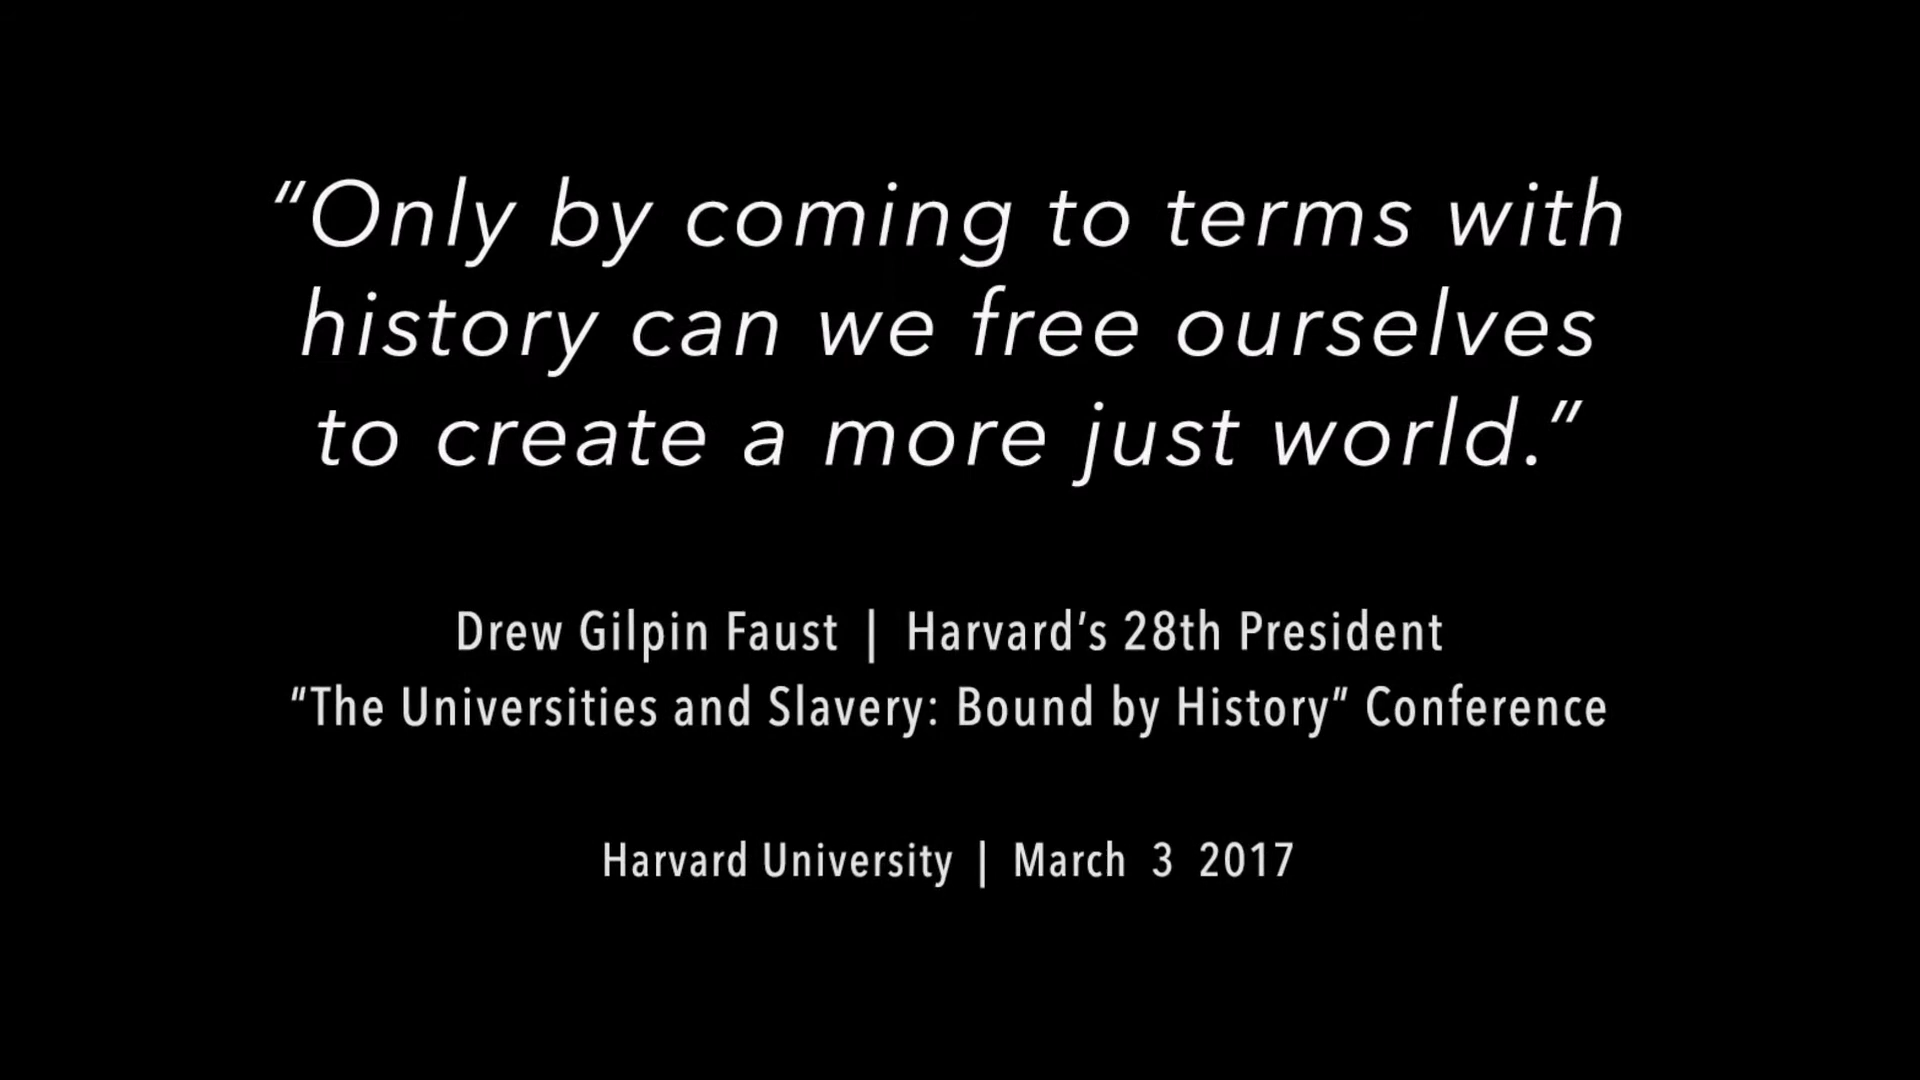 “Only by coming to terms with
history can we free ourselves
to create a more just world.”
Drew Gilpin Faust | Harvard’s 28th President
“The Universities and Slavery: Bound by History” Conference
Harvard University | March 3 2017